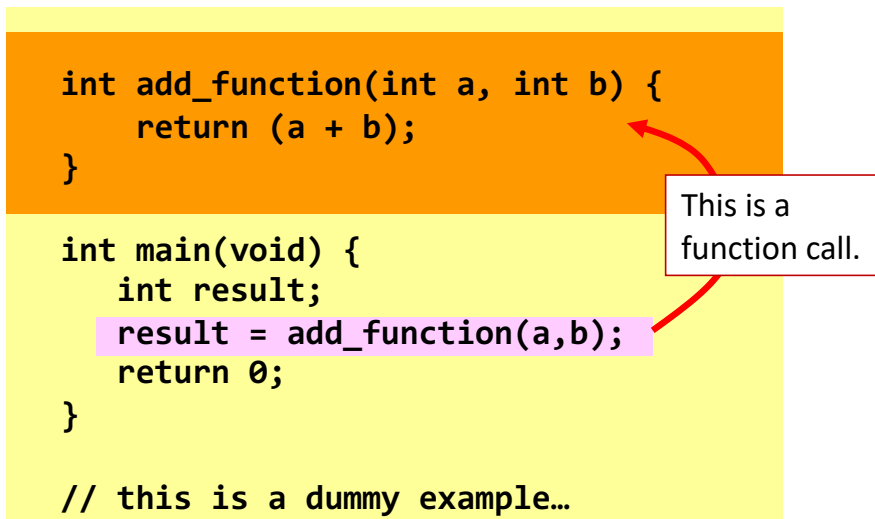 int add_function(int a, int b) {
return (a + b);
}
This is a
function call.
int main(void) {
int result;
result = add_function(a,b);
return 0;
}
// this is a dummy example…